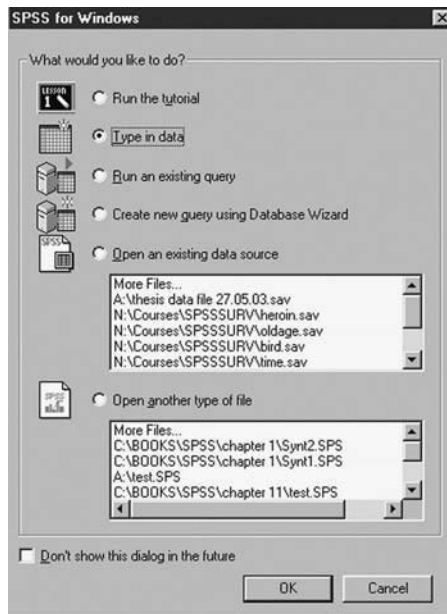 SPSS for Windows
What would you like to do?
LESSON
1
Run the tutorial
Type in data
Run an existing query
Create new query using Database Wizard
SPSS
Open an existing data source
More Files...
A:\thesis data file 27.05.03.sav
N:\Courses\SPSSSURV\heroin.sav
N:\Courses\SPSSSURV\oldage.sav
N:\Courses\SPSSSURV\bird.sav
N:\Courses\SPSSSURV\time.sav
SPSS
Open another type of file
More Files...
C:\BOOKS\SPSS\chapter 1\Synt2.SPS
C:\BOOKS\SPSS\chapter 1\Synt1.SPS
A:\test.SPS
C:\BOOKS\SPSS\chapter 11\test.SPS
Don't show this dialog in the future
OK
Cancel